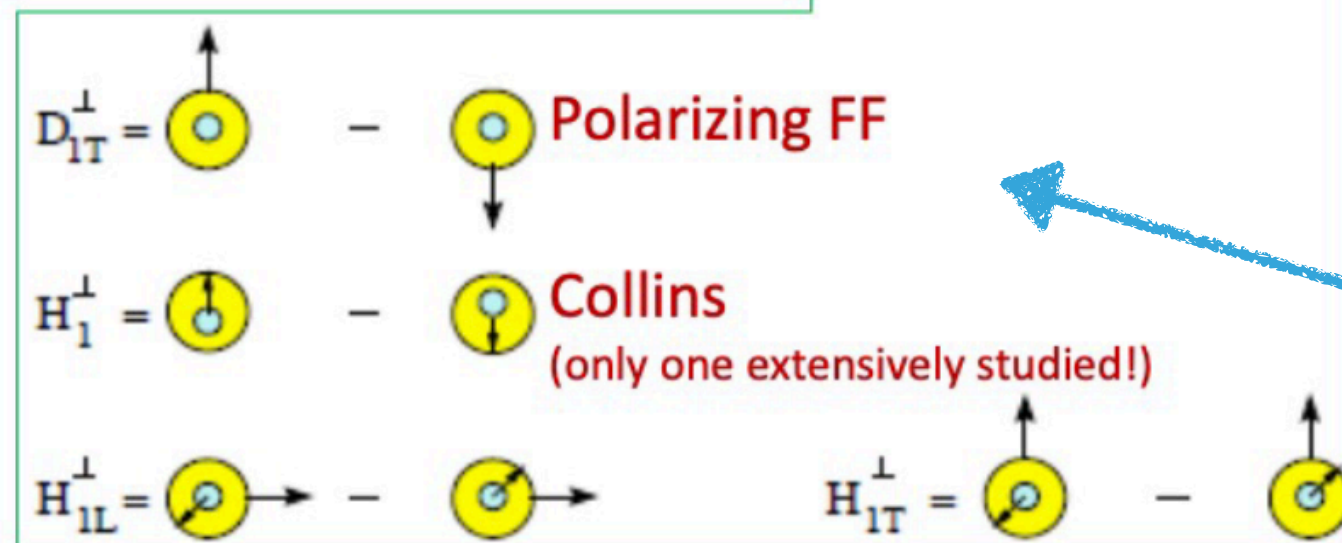 D⊥1T = − Polarizing FF
H⊥1 = − Collins
(only one extensively studied!)
H⊥1L = − H⊥1T = −